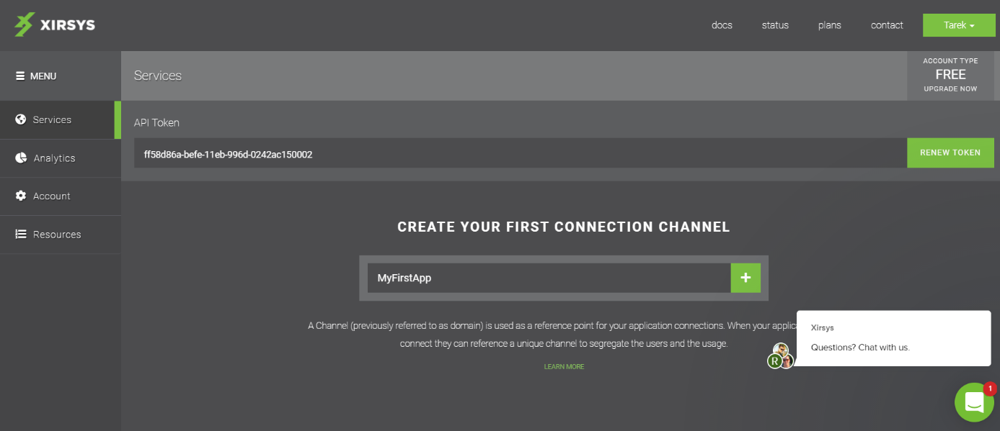 XIRSYS
docs
status
plans
contact
Tarek
MENU
Services
ACCOUNT TYPE
FREE
UPGRADE NOW
Services
Analytics
Account
Resources
API Token
ff58d86a-befe-11eb-996d-0242ac150002
RENEW TOKEN
CREATE YOUR FIRST CONNECTION CHANNEL
MyFirstApp
A Channel (previously referred to as domain) is used as a reference point for your application connections. When your applic
connect they can reference a unique channel to segregate the users and the usage.
LEARN MORE
Xirsys
Questions? Chat with us.
R
1